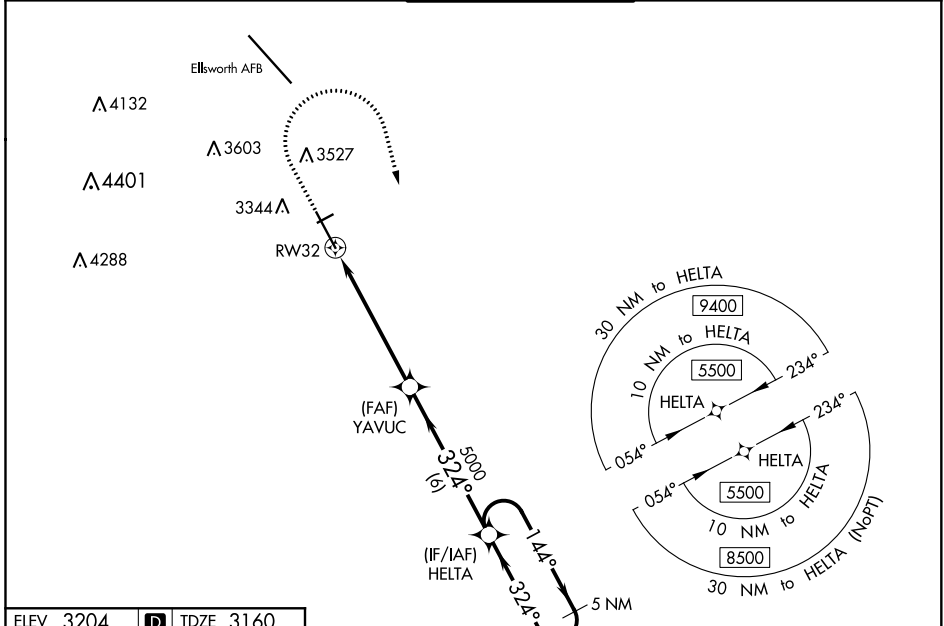 Ellsworth AFB
4132
3603
3527
4401
3344
RW32
4288
30 NM to HELTA
9400
10 NM to HELTA
5500
234°
HELTA
054°
234°
HELTA
054°
5500
10 NM to HELTA
8500
30 NM to HELTA (NoPT)
(FAF)
YAVUC
5000
324°
(6)
(IF/IAF)
HELTA
144°
324°
5 NM
ELEV 3204 D TDZE 3160